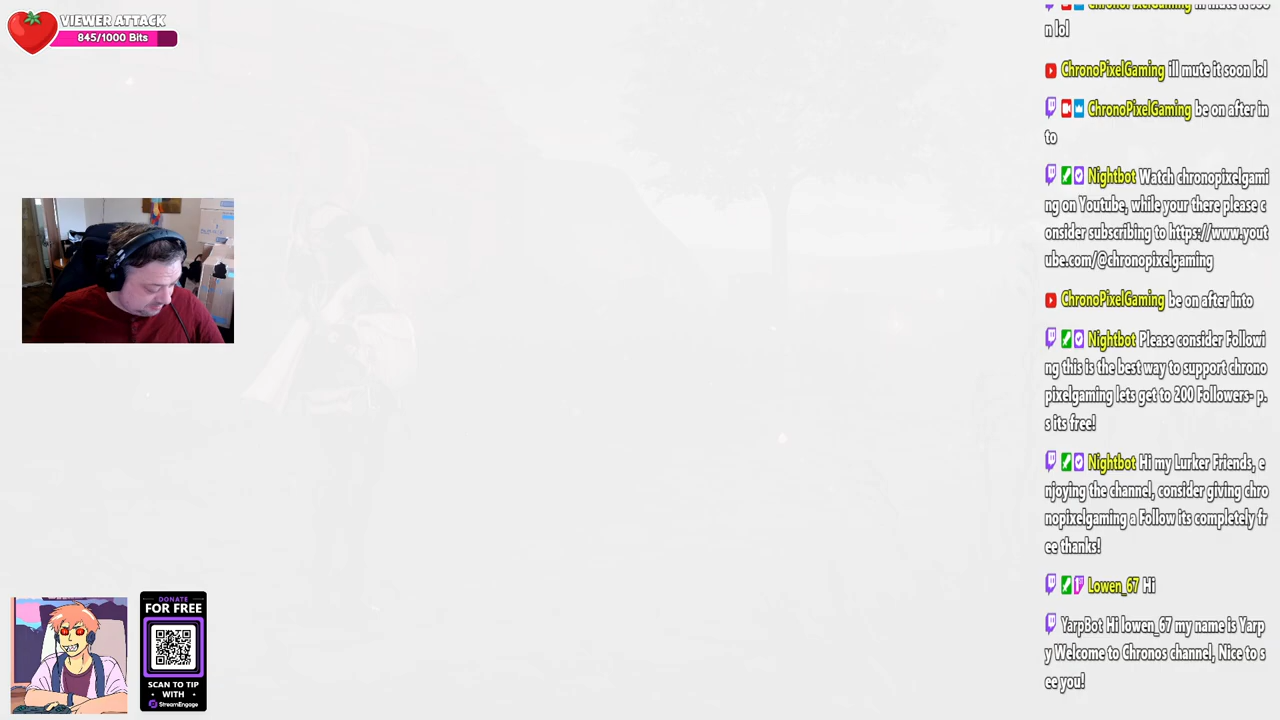 VIEWER ATTACK
845/1000 Bits
n lol
ChronoPixelGaming ill mute it soon lol
ChronoPixelGaming be on after in
to
Nightbot Watch chronopixelgami
ng on Youtube, while your there please c
onsider subscribing to https://www.yout
ube.com/@chronopixelgaming
ChronoPixelGaming be on after into
Nightbot Please consider Followi
ng this is the best way to support chrono
pixelgaming lets get to 200 Followers- p.
s its free!
Nightbot Hi my Lurker Friends, e
njoying the channel, consider giving chro
nopixelgaming a Follow its completely fr
ee thanks!
Lowen_67 Hi
YarpBot Hi lowen_67 my name is Yarp
y Welcome to Chronos channel, Nice to s
ee you!
DONATE
FOR FREE
SCAN TO TIP
WITH
StreamEngage